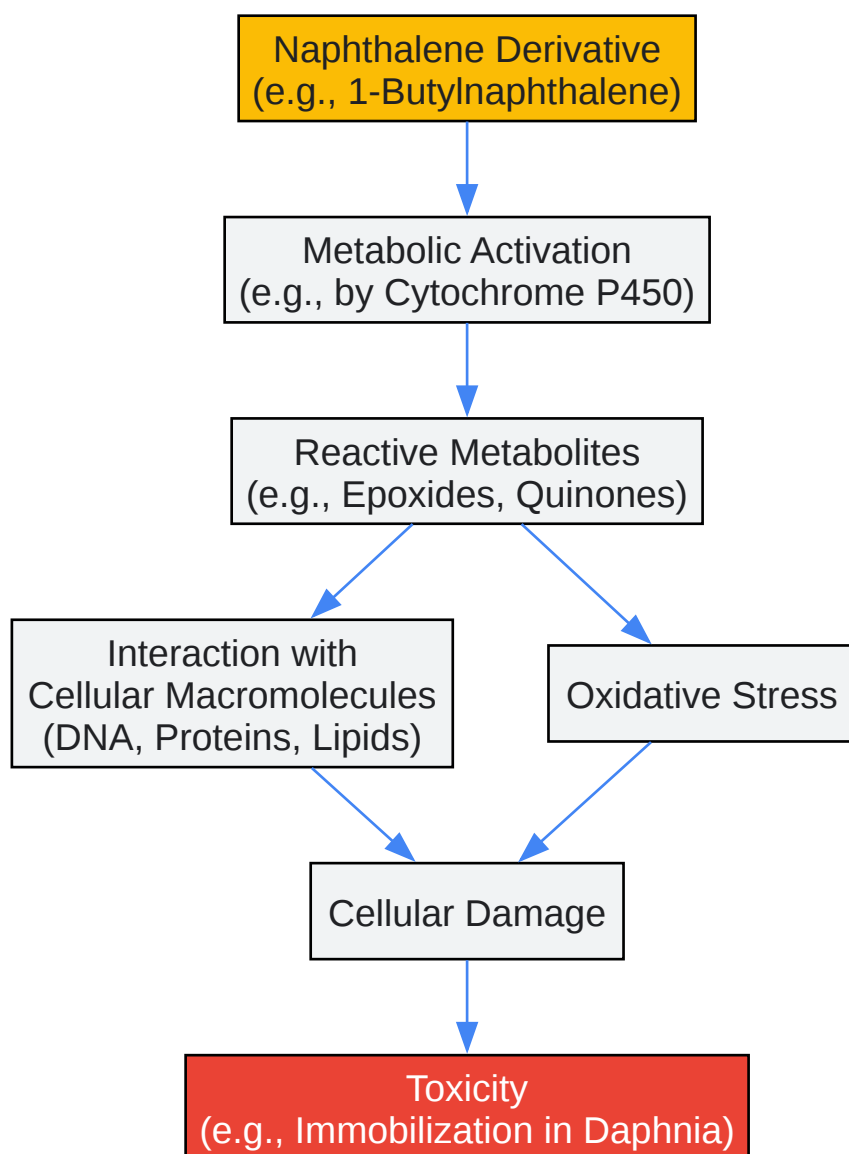 Naphthalene Derivative
(e.g., 1-Butylnaphthalene)
Metabolic Activation
(e.g., by Cytochrome P450)
Reactive Metabolites
(e.g., Epoxides, Quinones)
Interaction with
Cellular Macromolecules
(DNA, Proteins, Lipids)
Oxidative Stress
Cellular Damage
Toxicity
(e.g., Immobilization in Daphnia)